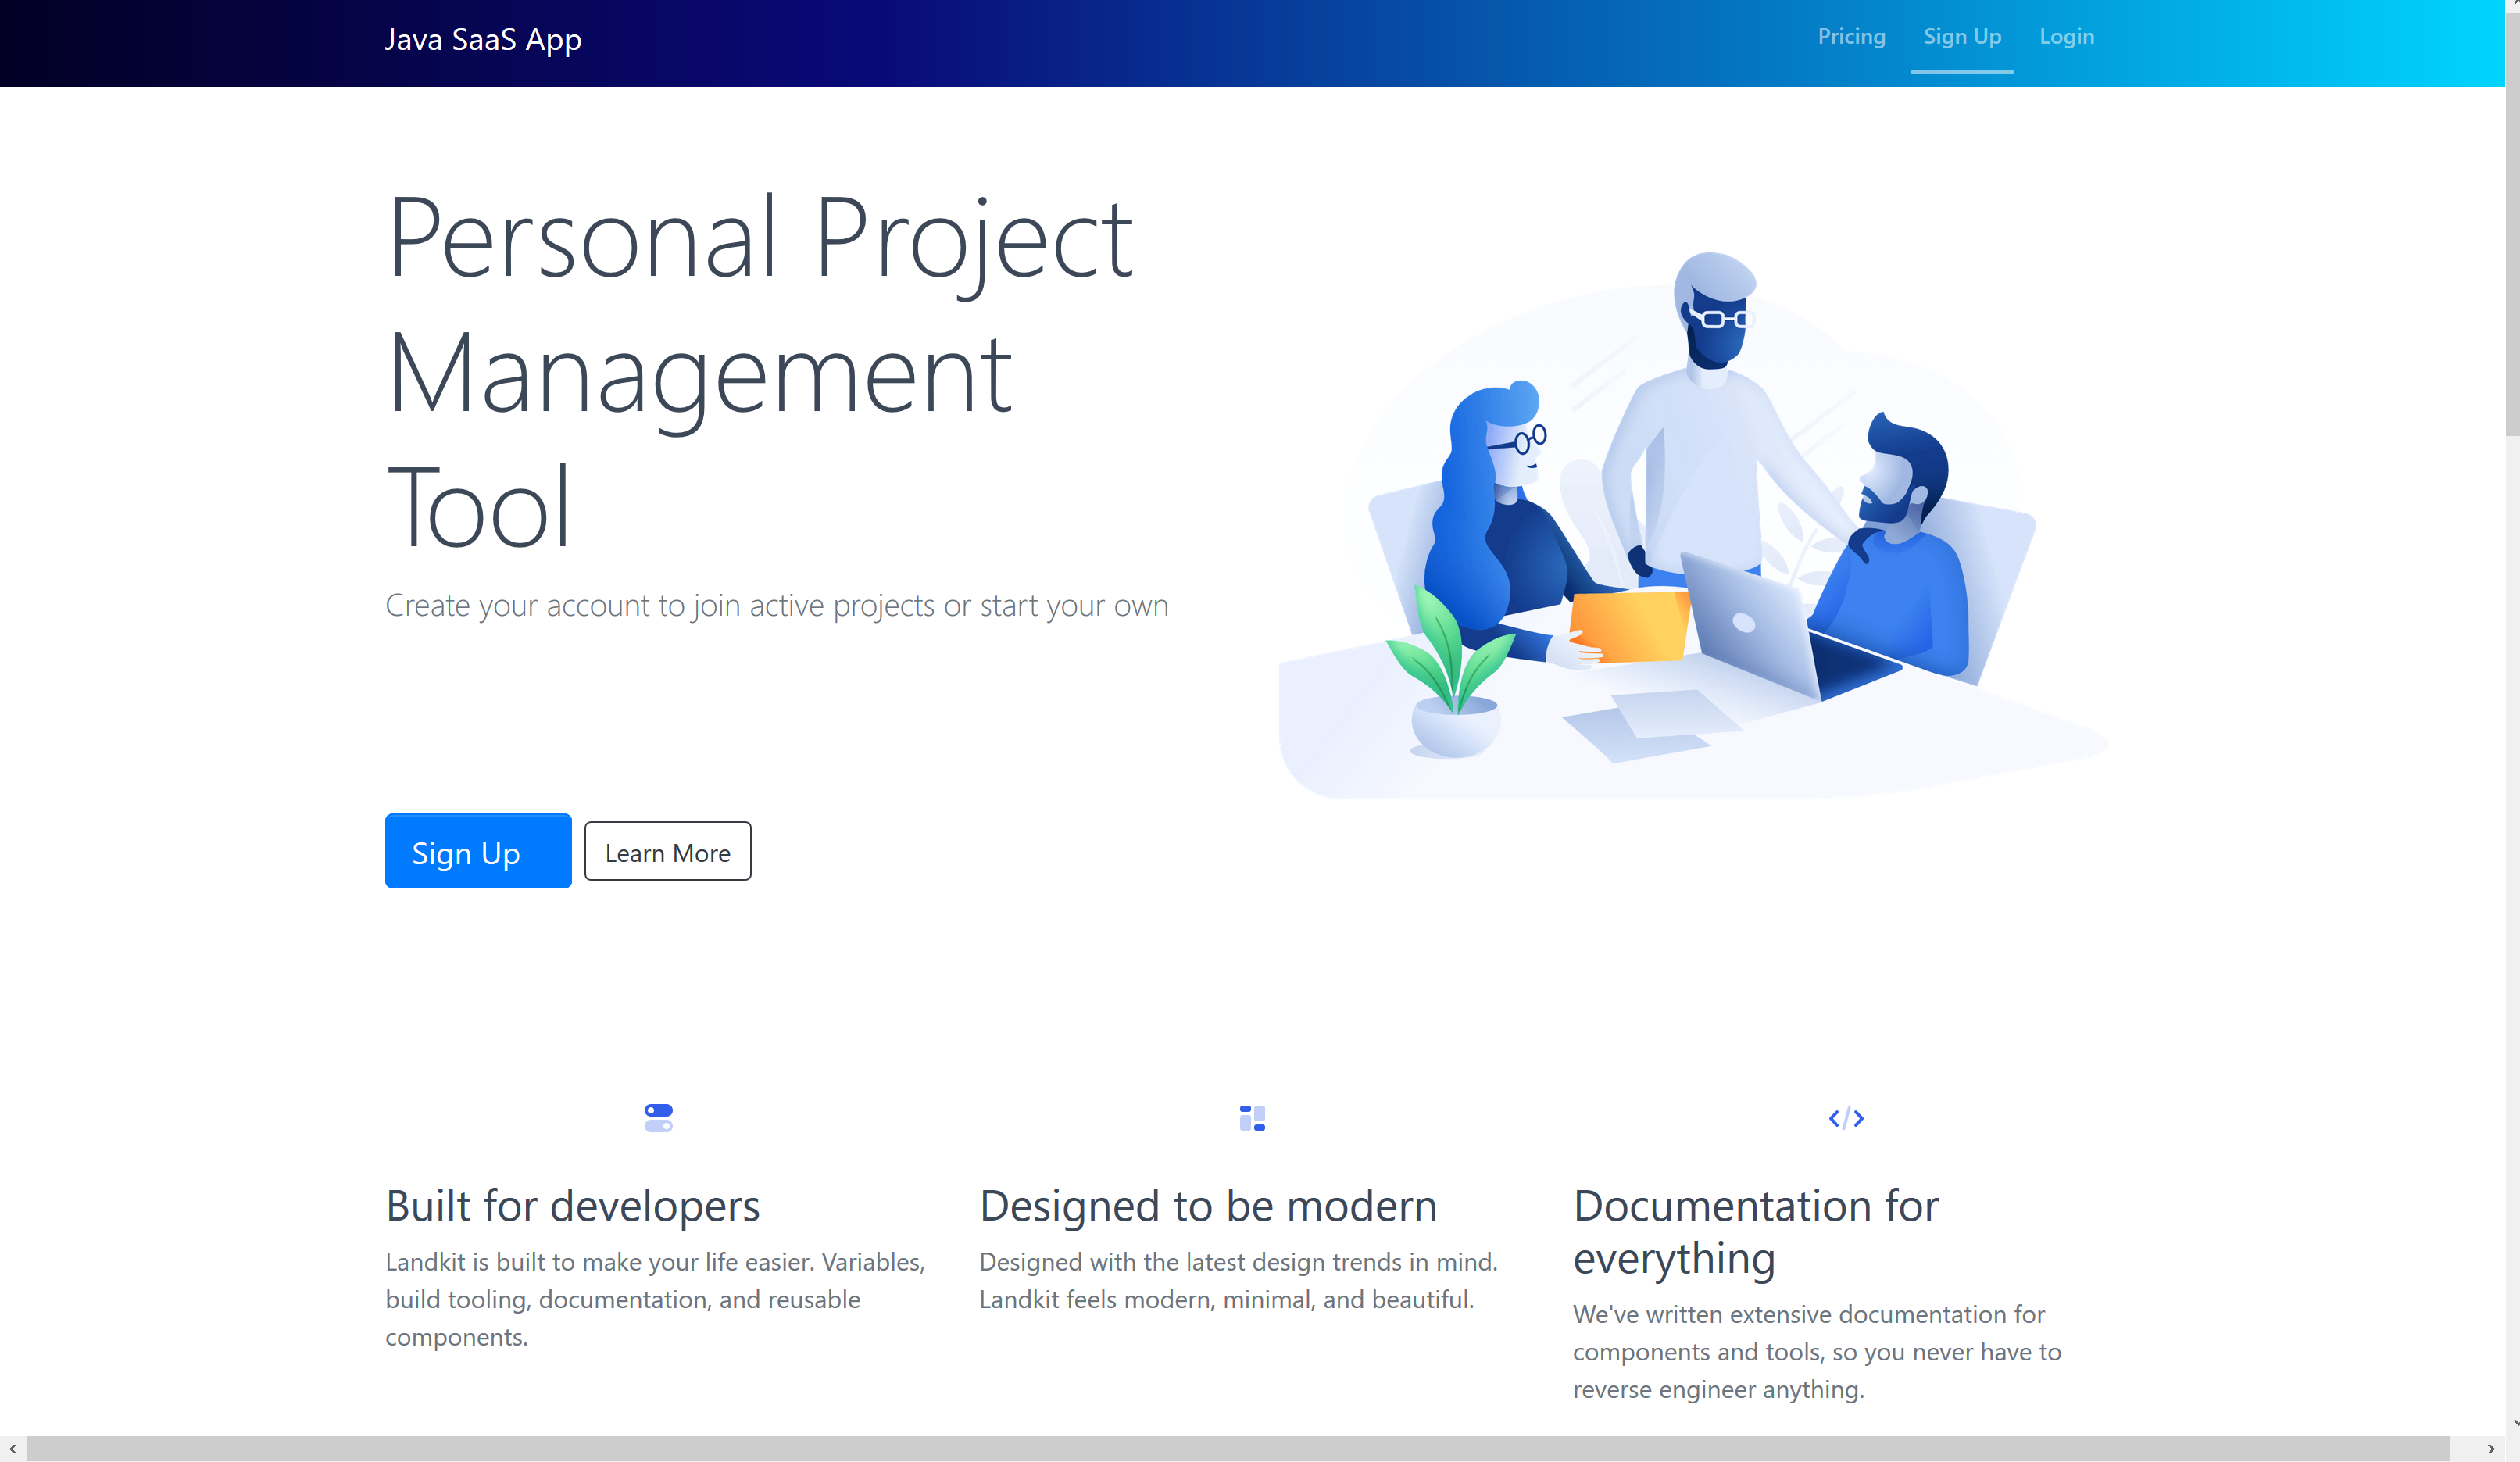 Java SaaS App
Pricing Sign Up Login
Personal Project
Management
Tool
Create your account to join active projects or start your own
Sign Up
Learn More
Built for developers
Landkit is built to make your life easier. Variables,
build tooling, documentation, and reusable
components.
Designed to be modern
Designed with the latest design trends in mind.
Landkit feels modern, minimal, and beautiful.
Documentation for
everything
We've written extensive documentation for
components and tools, so you never have to
reverse engineer anything.